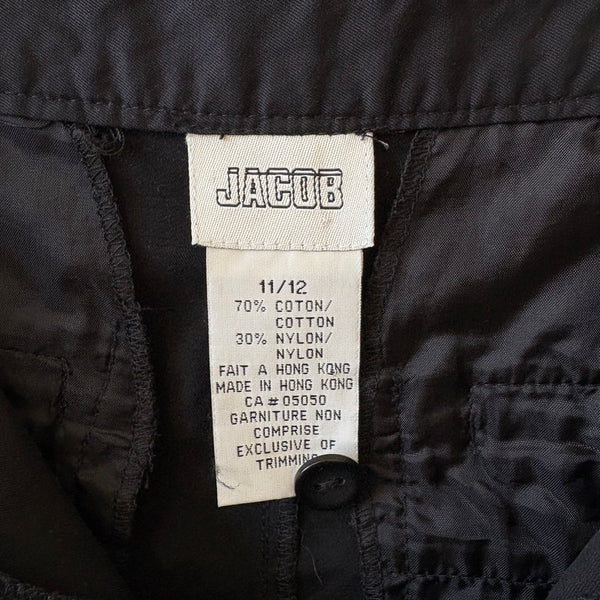 JACOB
11/12
70% COTON/
COTTON
30% NYLON/
NYLON
FAIT A HONG KONG
MADE IN HONG KONG
CA # 05050
GARNITURE NON
COMPRISE
EXCLUSIVE OF
TRIMMING